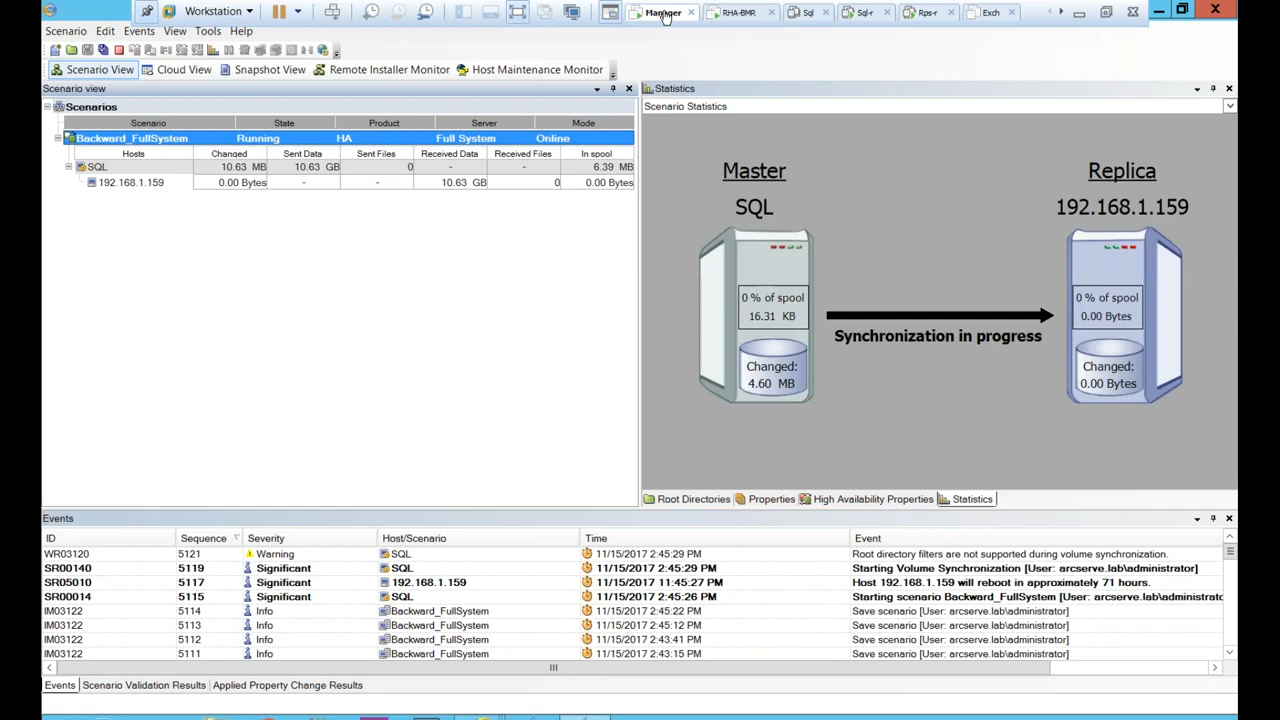 Workstation Manager RHA-BMR Sql Sql-r Rps-r Exch
Scenario Edit Events View Tools Help
Scenario View Cloud View Snapshot View Remote Installer Monitor Host Maintenance Monitor
Scenario view
Scenarios
Scenario State Product Server Mode
Backward_FullSystem Running HA Full System Online
Hosts Changed Sent Data Sent Files Received Data Received Files In spool
SQL 10.63 MB 10.63 GB 0 - - 6.39 MB
192.168.1.159 0.00 Bytes - - 10.63 GB 0 0.00 Bytes
Statistics
Scenario Statistics
Master
SQL
0 % of spool
16.31 KB
Changed:
4.60 MB
Synchronization in progress
Replica
192.168.1.159
0 % of spool
0.00 Bytes
Changed:
0.00 Bytes
Root Directories Properties High Availability Properties Statistics
Events
ID Sequence Severity Host/Scenario Time Event
WR03120 5121 Warning SQL 11/15/2017 2:45:29 PM Root directory filters are not supported during volume synchronization.
SR00140 5119 Significant SQL 11/15/2017 2:45:29 PM Starting Volume Synchronization [User: arcserve.lab\administrator]
SR05010 5117 Significant 192.168.1.159 11/15/2017 11:45:27 PM Host 192.168.1.159 will reboot in approximately 71 hours.
SR00014 5115 Significant SQL 11/15/2017 2:45:26 PM Starting scenario Backward_FullSystem [User: arcserve.lab\administrato
IM03122 5114 Info Backward_FullSystem 11/15/2017 2:45:22 PM Save scenario [User: arcserve.lab\administrator]
IM03122 5113 Info Backward_FullSystem 11/15/2017 2:45:12 PM Save scenario [User: arcserve.lab\administrator]
IM03122 5112 Info Backward_FullSystem 11/15/2017 2:43:41 PM Save scenario [User: arcserve.lab\administrator]
IM03122 5111 Info Backward_FullSystem 11/15/2017 2:43:15 PM Save scenario [User: arcserve.lab\administrator]
Events Scenario Validation Results Applied Property Change Results